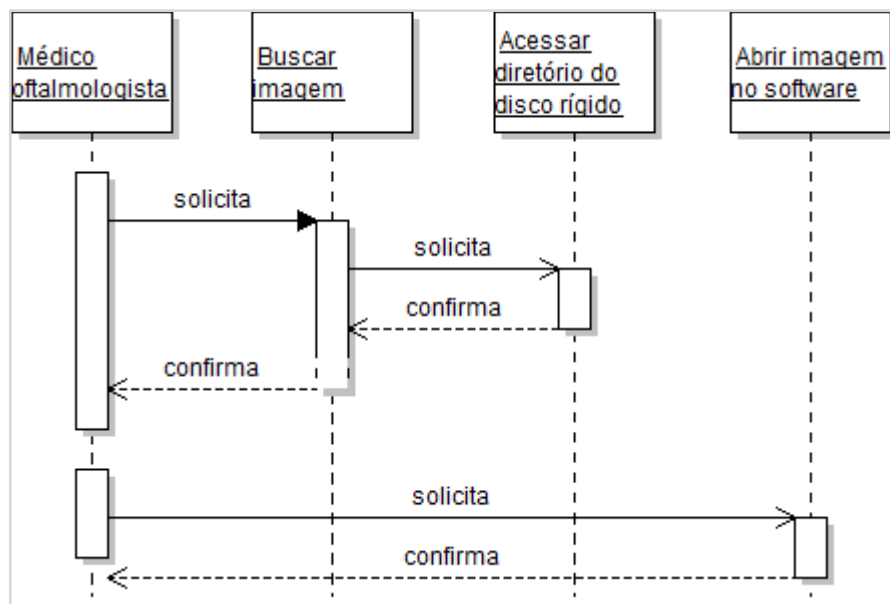 Médico
oftalmologista
Buscar
imagem
Acessar
diretório do
disco rígido
Abrir imagem
no software
solicita
solicita
confirma
confirma
solicita
confirma